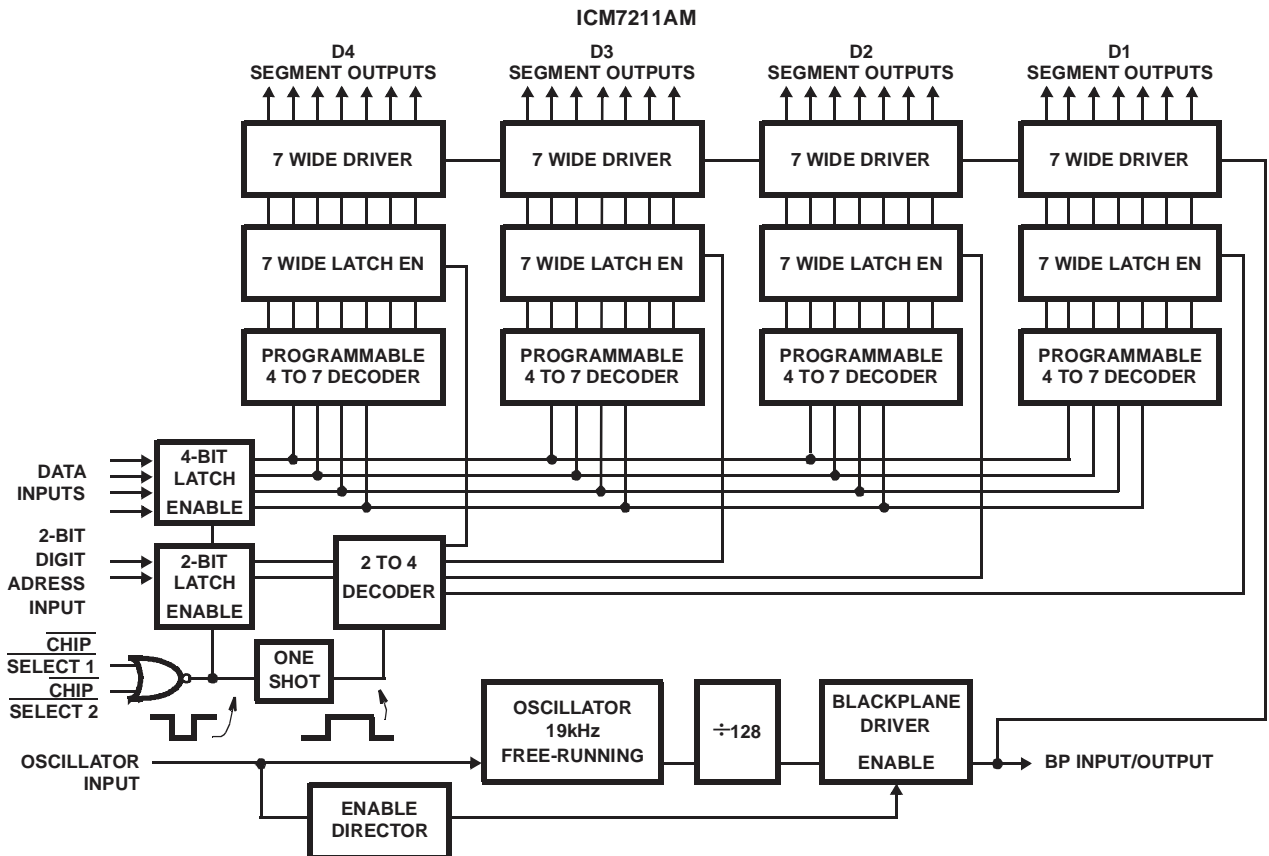 ICM7211AM
D4
SEGMENT OUTPUTS
D3
SEGMENT OUTPUTS
D2
SEGMENT OUTPUTS
D1
SEGMENT OUTPUTS
7 WIDE DRIVER
7 WIDE DRIVER
7 WIDE DRIVER
7 WIDE DRIVER
7 WIDE LATCH EN
7 WIDE LATCH EN
7 WIDE LATCH EN
7 WIDE LATCH EN
PROGRAMMABLE
4 TO 7 DECODER
PROGRAMMABLE
4 TO 7 DECODER
PROGRAMMABLE
4 TO 7 DECODER
PROGRAMMABLE
4 TO 7 DECODER
DATA
INPUTS
4-BIT
LATCH
ENABLE
2-BIT
DIGIT
ADRESS
INPUT
2-BIT
LATCH
ENABLE
2 TO 4
DECODER
CHIP
SELECT 1
CHIP
SELECT 2
ONE
SHOT
OSCILLATOR
19kHz
FREE-RUNNING
÷128
BLACKPLANE
DRIVER
ENABLE
OSCILLATOR
INPUT
BP INPUT/OUTPUT
ENABLE
DIRECTOR